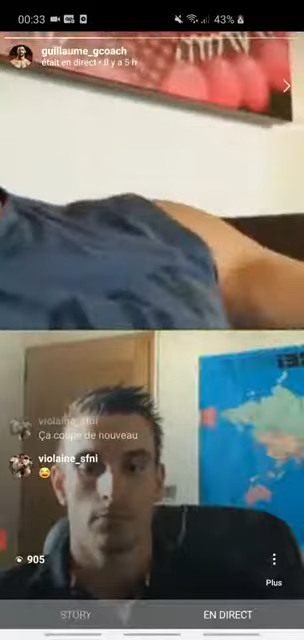 00:33
43%
guillaume_gcoach
était en direct • Il y a 5 h
violaine_sfni
Ça coupe de nouveau
violaine_sfni
905
Plus
STORY
EN DIRECT